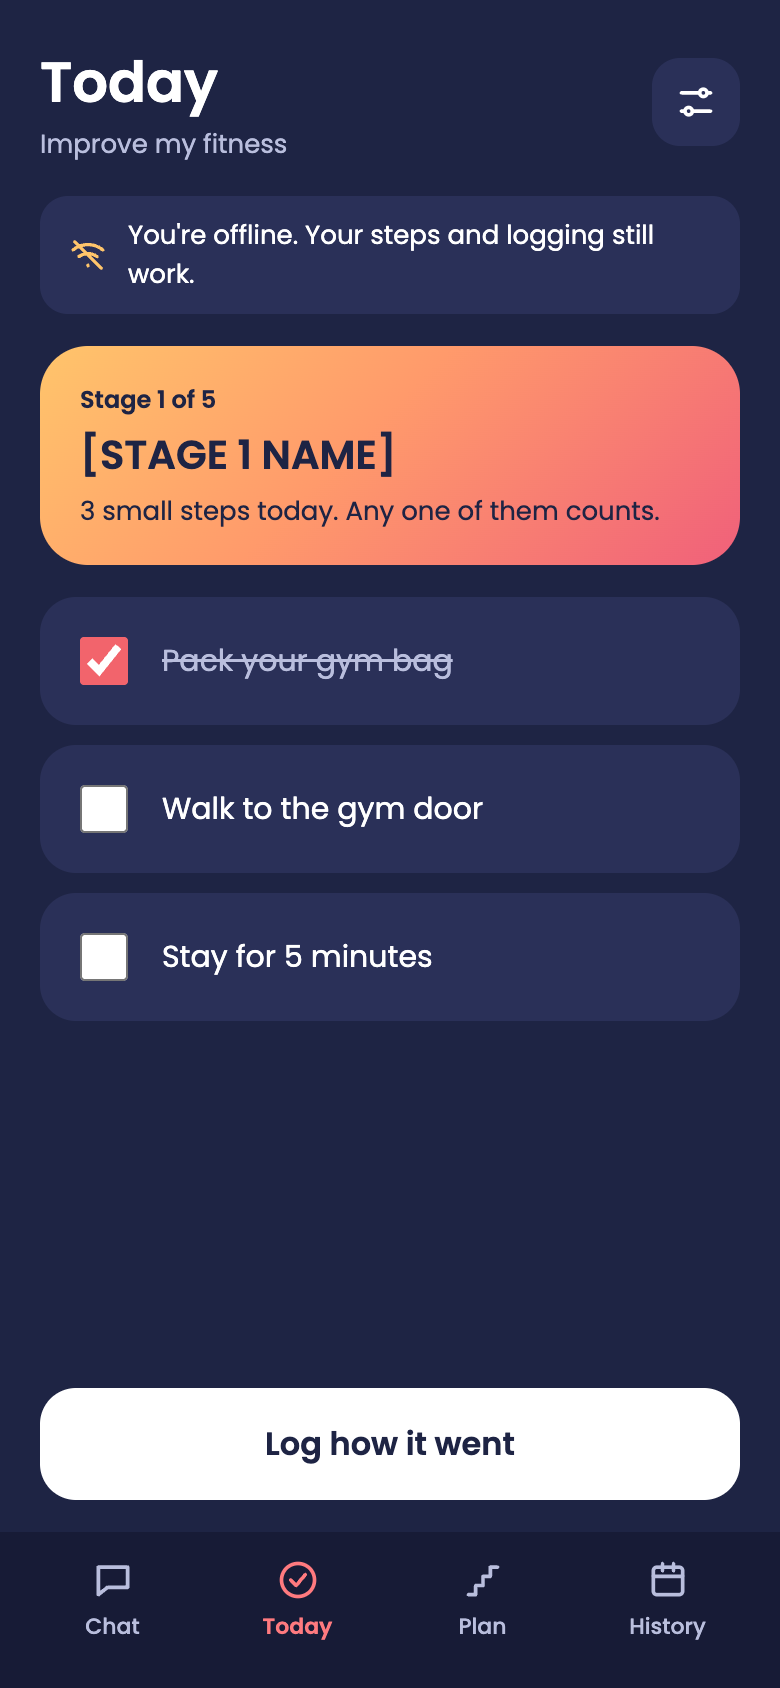 Today
Improve my fitness
You're offline. Your steps and logging still
work.
Stage 1 of 5
[STAGE 1 NAME]
3 small steps today. Any one of them counts.
Pack your gym bag
Walk to the gym door
Stay for 5 minutes
Log how it went
Chat
Today
Plan
History